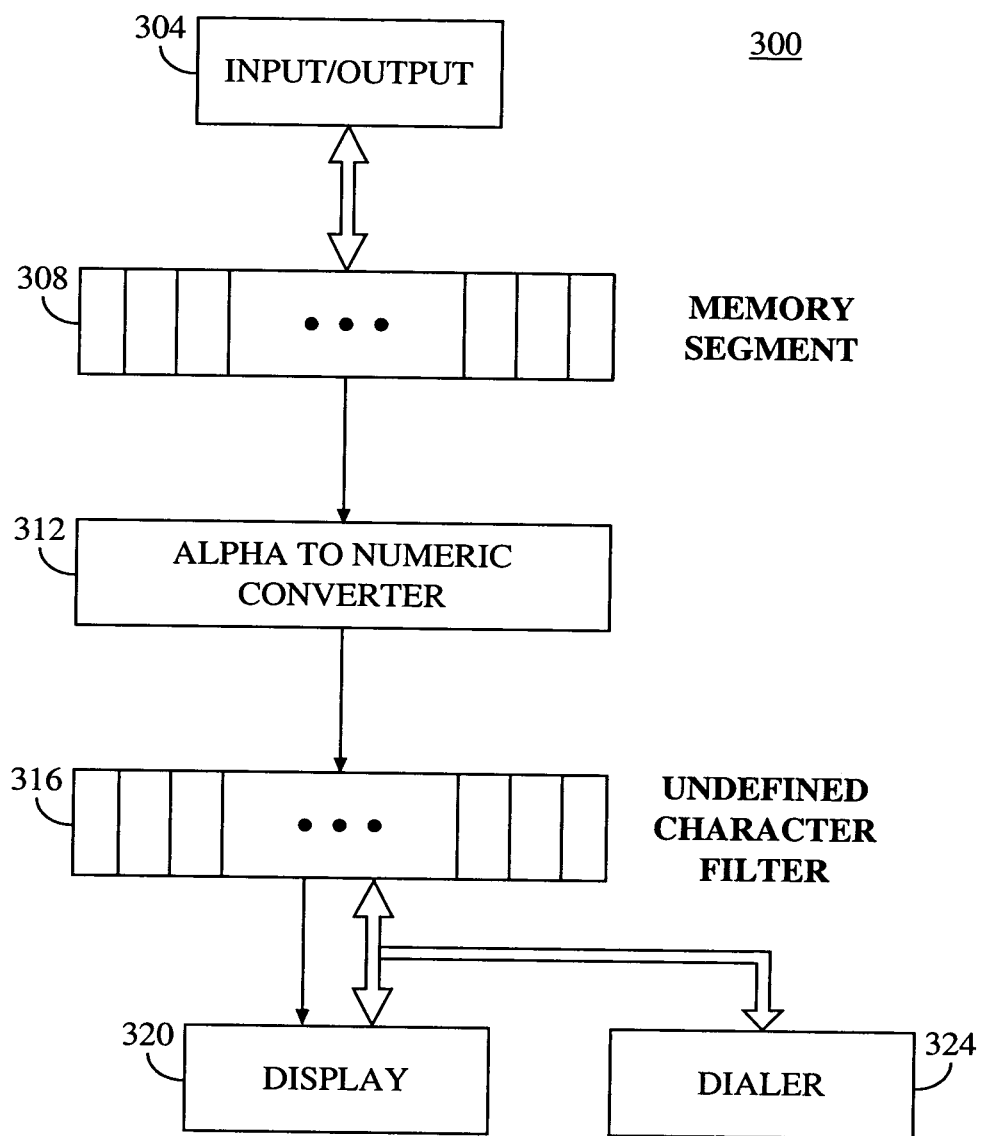 304
INPUT/OUTPUT
300
308
MEMORY
SEGMENT
312
ALPHA TO NUMERIC
CONVERTER
316
UNDEFINED
CHARACTER
FILTER
320
DISPLAY
DIALER
324